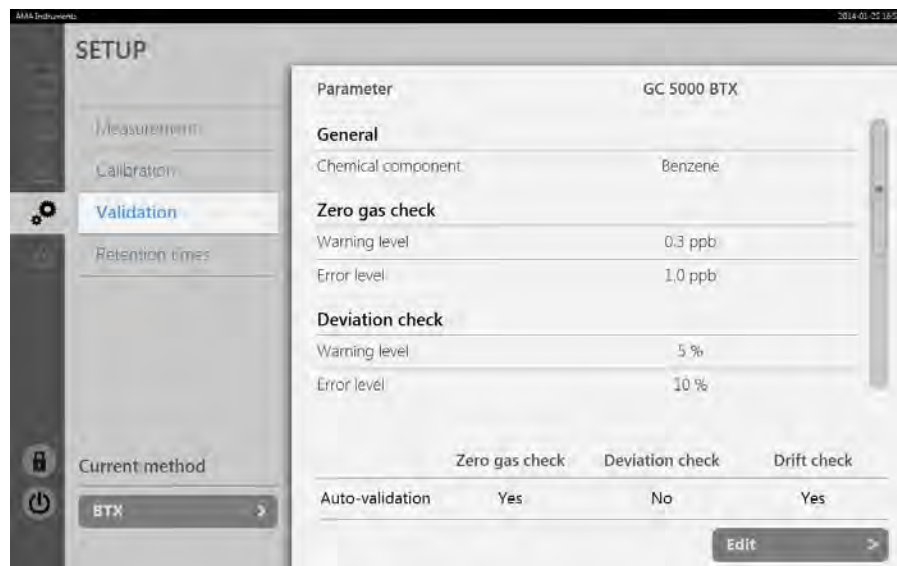 AMA Instruments
SETUP
Parameter GC 5000 BTX
Measurement
General
Calibration
Chemical component Benzene
Validation
Zero gas check
Warning level 0.3 ppb
Retention times
Error level 1.0 ppb
Deviation check
Warning level 5 %
Error level 10 %
Current method
Zero gas check Deviation check Drift check
Auto-validation Yes No Yes
BTX >
Edit >